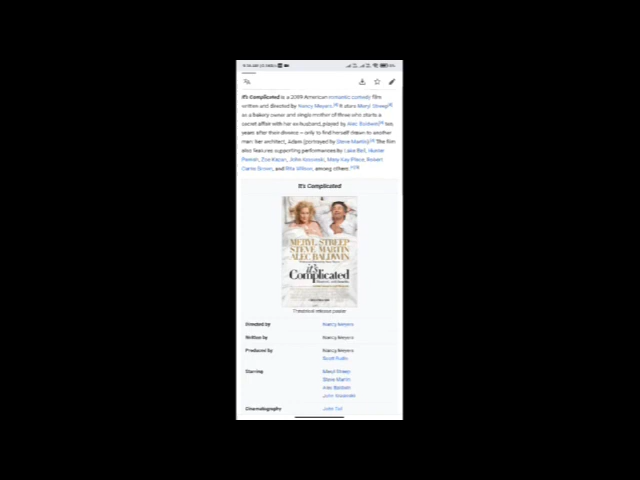 It's Complicated is a 2009 American romantic comedy film
written and directed by Nancy Meyers. It stars Meryl Streep
as a bakery owner and single mother of three who starts a
secret affair with her ex-husband, played by Alec Baldwin, ten
years after their divorce – only to find herself drawn to another
man: her architect, Adam (portrayed by Steve Martin). The film
also features supporting performances by Lake Bell, Hunter
Parrish, Zoe Kazan, John Krasinski, Mary Kay Place, Robert
Curtis Brown, and Rita Wilson, among others.
It's Complicated
MERYL STREEP
STEVE MARTIN
ALEC BALDWIN
it's
Complicated
Theatrical release poster
Directed by Nancy Meyers
Written by Nancy Meyers
Produced by Nancy Meyers
Scott Rudin
Starring Meryl Streep
Steve Martin
Alec Baldwin
John Krasinski
Cinematography John Toll